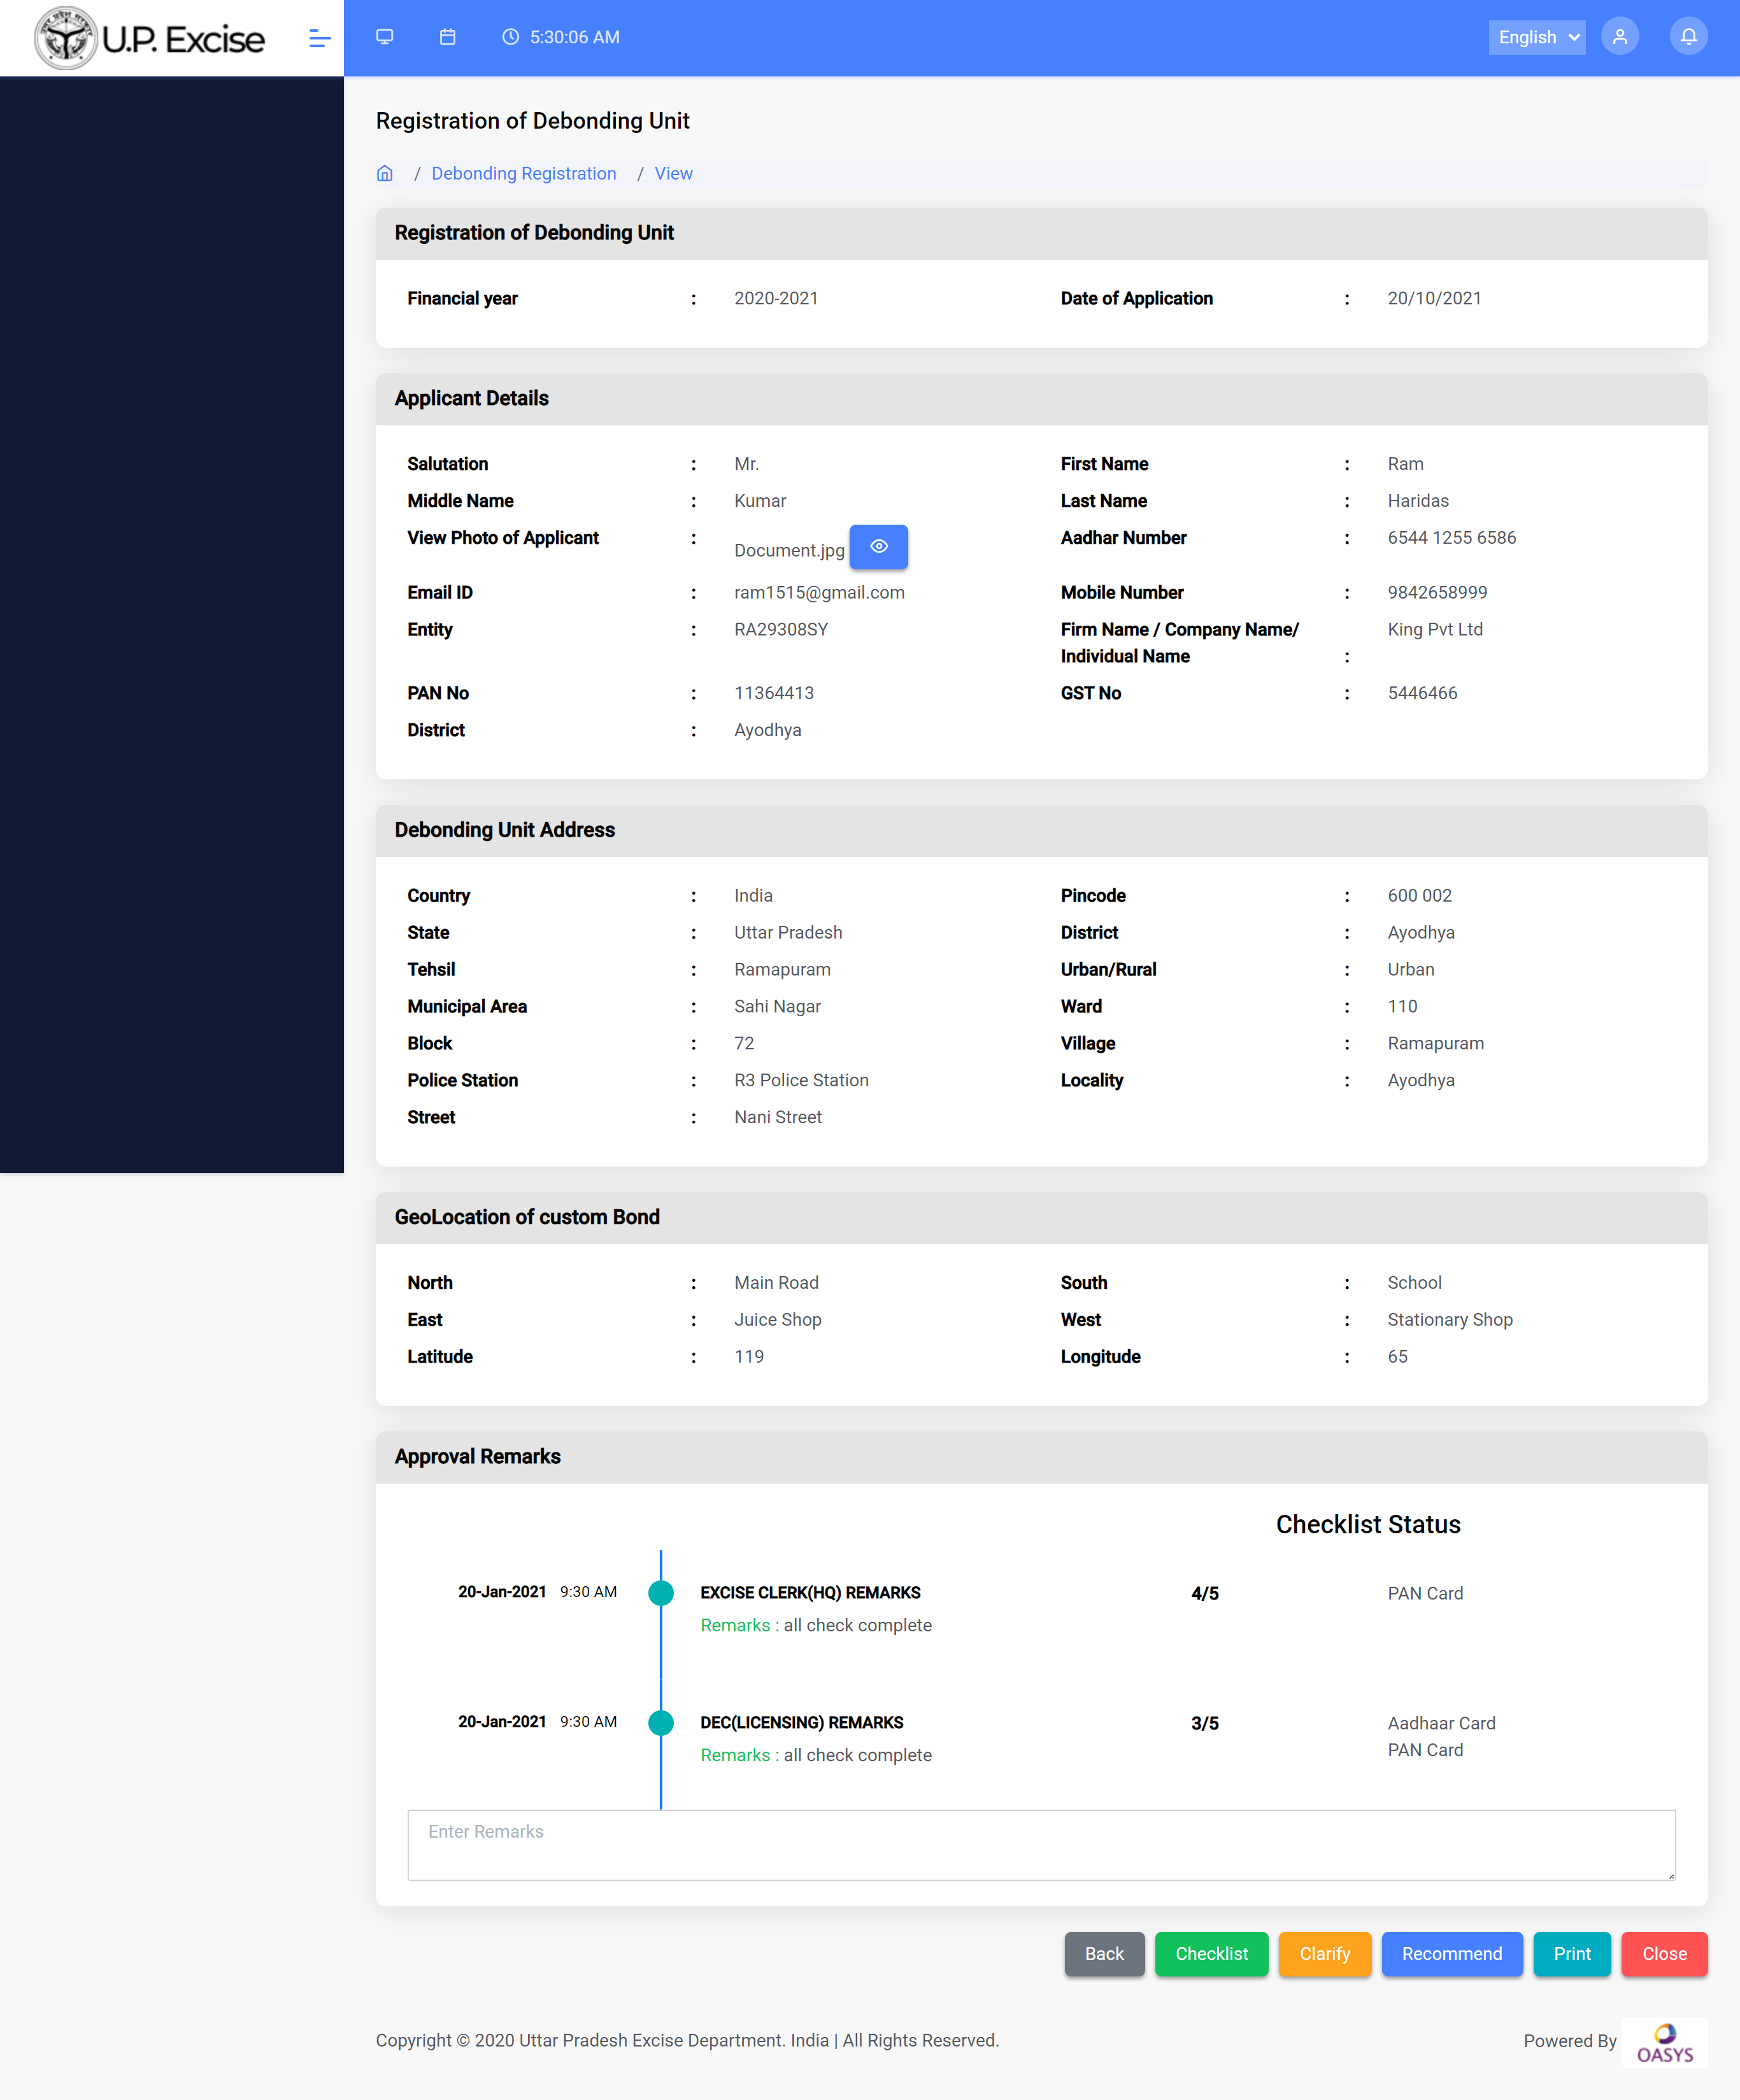 U.P. Excise
5:30:06 AM
English
Registration of Debonding Unit
/ Debonding Registration / View
Registration of Debonding Unit
Financial year : 2020-2021 Date of Application : 20/10/2021
Applicant Details
Salutation : Mr. First Name : Ram
Middle Name : Kumar Last Name : Haridas
View Photo of Applicant : Document.jpg Aadhar Number : 6544 1255 6586
Email ID : ram1515@gmail.com Mobile Number : 9842658999
Entity : RA29308SY Firm Name / Company Name/ King Pvt Ltd
Individual Name :
PAN No : 11364413 GST No : 5446466
District : Ayodhya
Debonding Unit Address
Country : India Pincode : 600 002
State : Uttar Pradesh District : Ayodhya
Tehsil : Ramapuram Urban/Rural : Urban
Municipal Area : Sahi Nagar Ward : 110
Block : 72 Village : Ramapuram
Police Station : R3 Police Station Locality : Ayodhya
Street : Nani Street
GeoLocation of custom Bond
North : Main Road South : School
East : Juice Shop West : Stationary Shop
Latitude : 119 Longitude : 65
Approval Remarks
Checklist Status
20-Jan-2021 9:30 AM EXCISE CLERK(HQ) REMARKS 4/5 PAN Card
Remarks : all check complete
20-Jan-2021 9:30 AM DEC(LICENSING) REMARKS 3/5 Aadhaar Card
PAN Card
Remarks : all check complete
Enter Remarks
Back Checklist Clarify Recommend Print Close
Copyright © 2020 Uttar Pradesh Excise Department. India | All Rights Reserved. Powered By OASYS